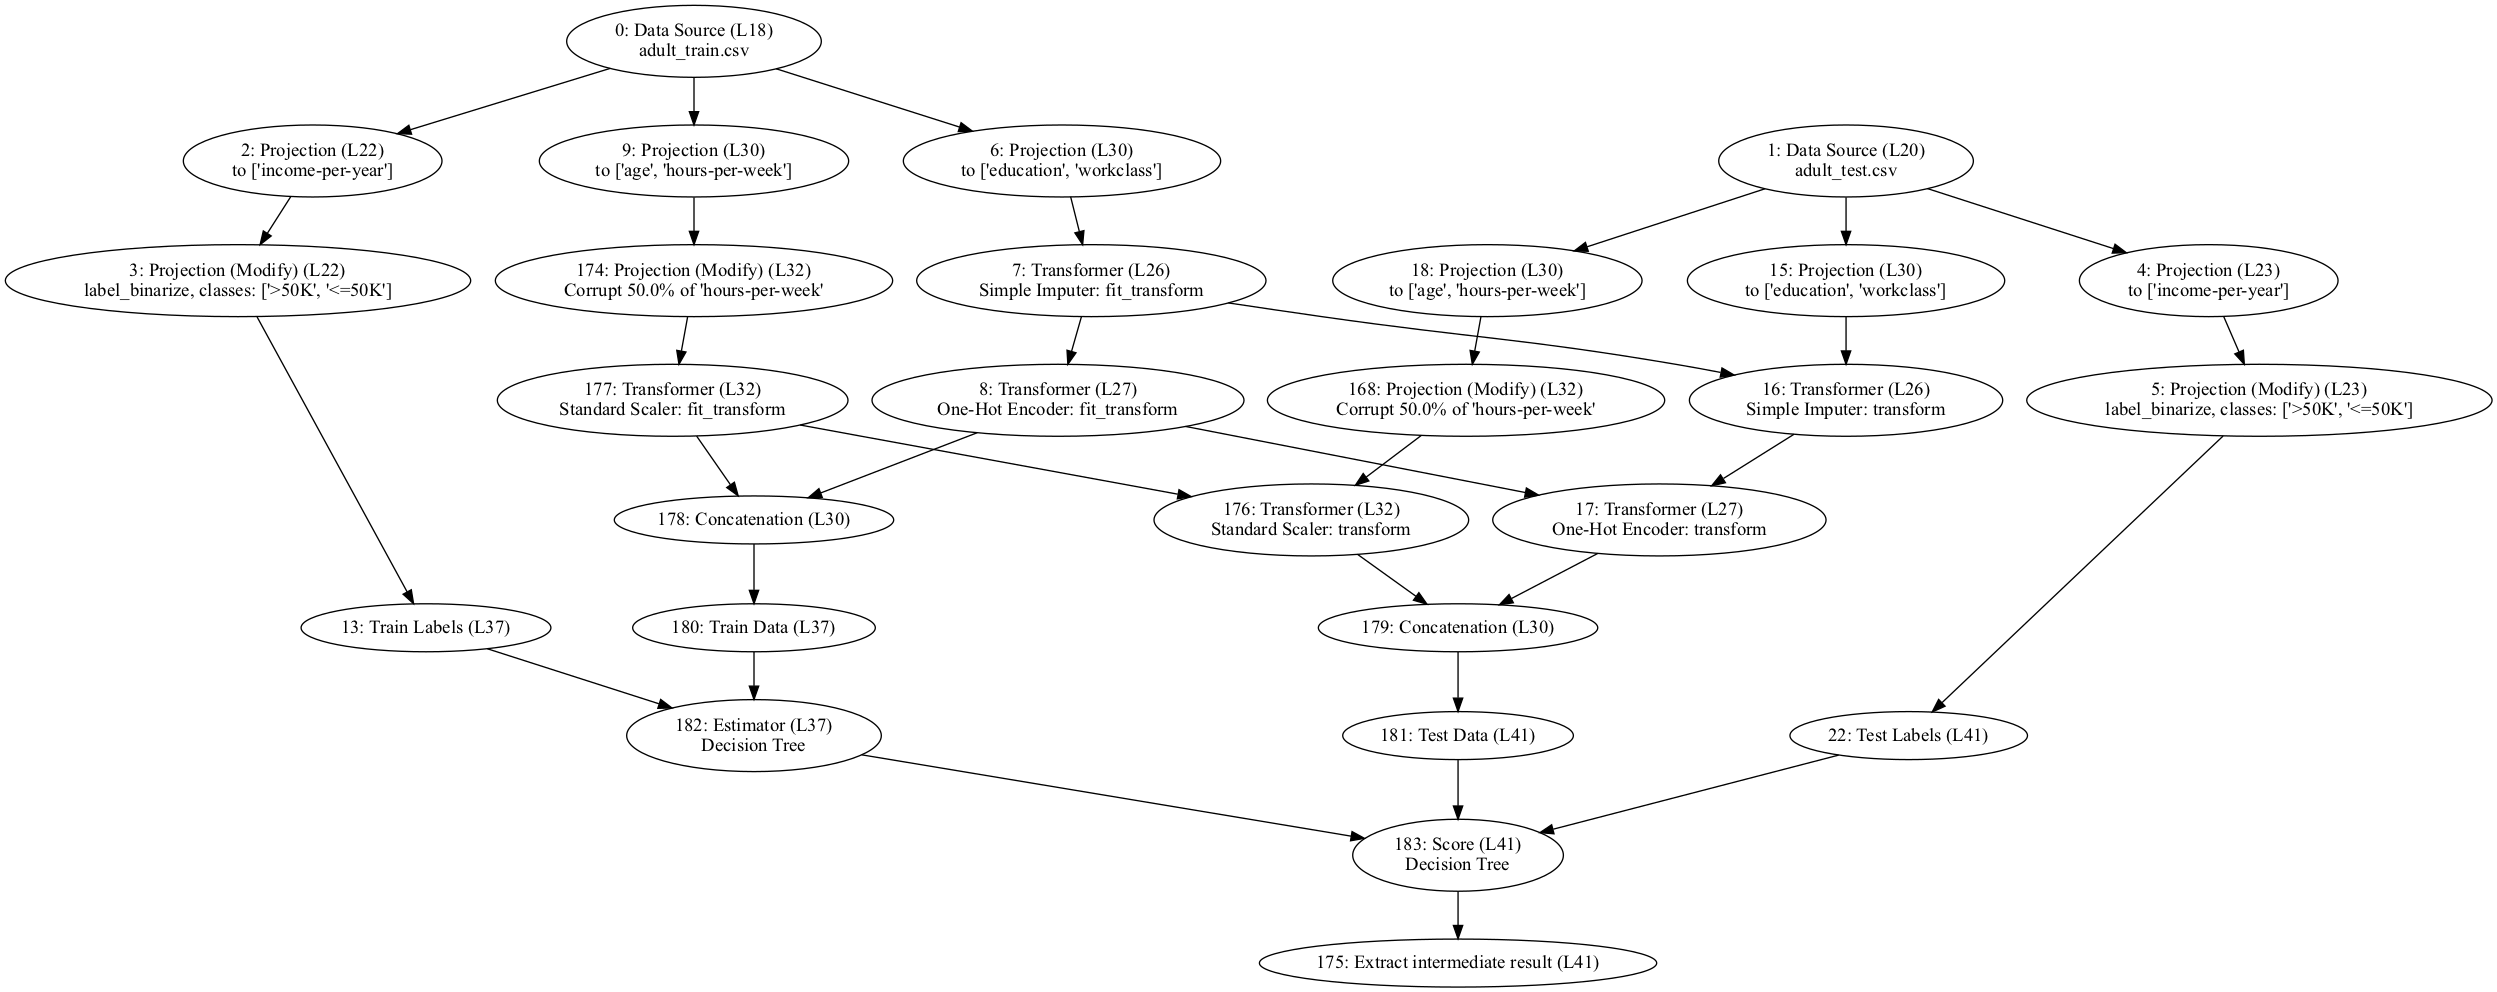 0: Data Source (L18)
adult_train.csv
2: Projection (L22)
to ['income-per-year']
9: Projection (L30)
to ['age', 'hours-per-week']
6: Projection (L30)
to ['education', 'workclass']
1: Data Source (L20)
adult_test.csv
3: Projection (Modify) (L22)
label_binarize, classes: ['>50K', '<=50K']
174: Projection (Modify) (L32)
Corrupt 50.0% of 'hours-per-week'
7: Transformer (L26)
Simple Imputer: fit_transform
18: Projection (L30)
to ['age', 'hours-per-week']
15: Projection (L30)
to ['education', 'workclass']
4: Projection (L23)
to ['income-per-year']
177: Transformer (L32)
Standard Scaler: fit_transform
8: Transformer (L27)
One-Hot Encoder: fit_transform
168: Projection (Modify) (L32)
Corrupt 50.0% of 'hours-per-week'
16: Transformer (L26)
Simple Imputer: transform
5: Projection (Modify) (L23)
label_binarize, classes: ['>50K', '<=50K']
178: Concatenation (L30)
176: Transformer (L32)
Standard Scaler: transform
17: Transformer (L27)
One-Hot Encoder: transform
13: Train Labels (L37)
180: Train Data (L37)
179: Concatenation (L30)
182: Estimator (L37)
Decision Tree
181: Test Data (L41)
22: Test Labels (L41)
183: Score (L41)
Decision Tree
175: Extract intermediate result (L41)